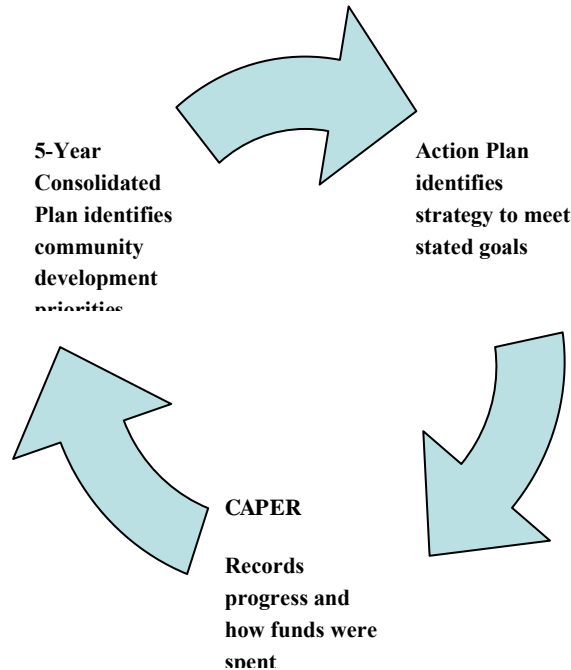 5-Year
Consolidated
Plan identifies
community
development
priorities
Action Plan
identifies
strategy to meet
stated goals
CAPER
Records
progress and
how funds were
spent